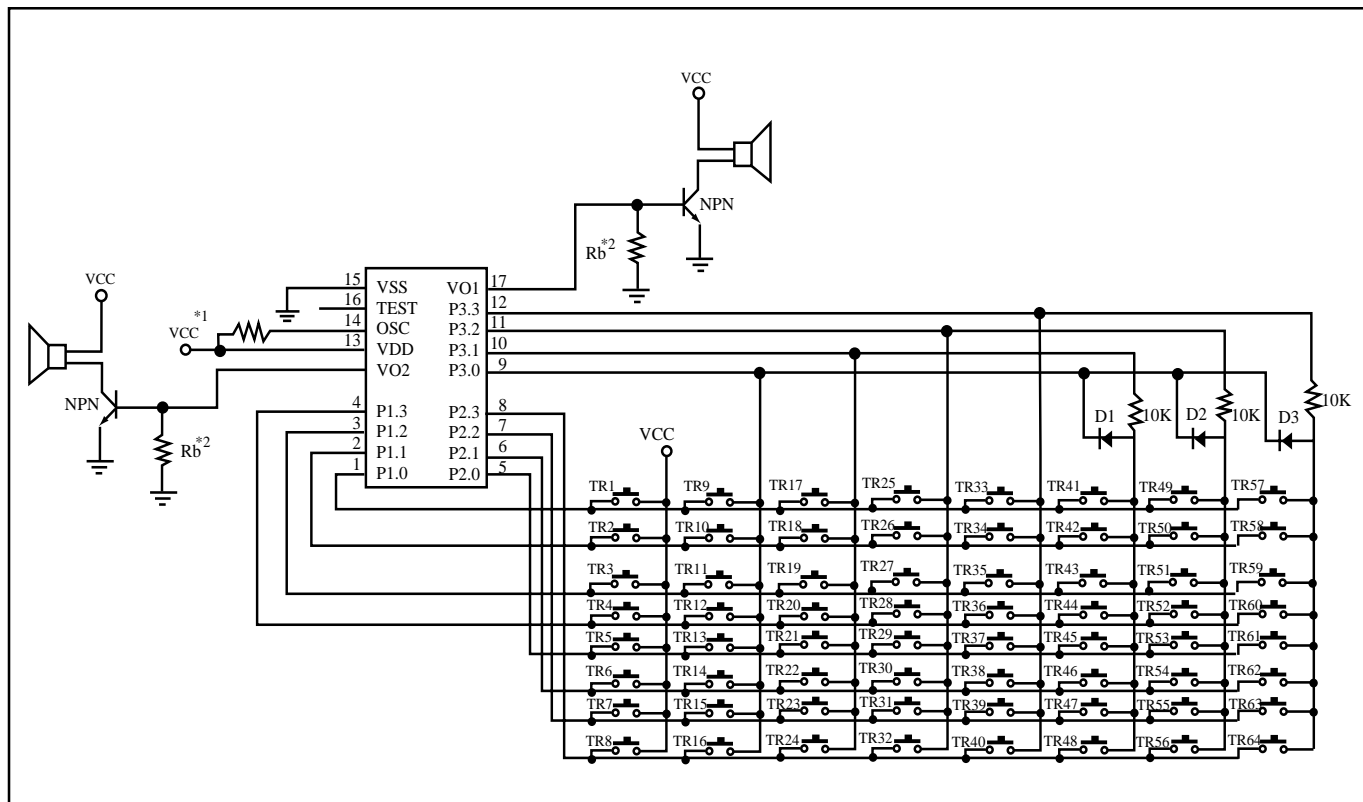 VCC
NPN
Rb*2
VCC
*1
VCC
NPN
Rb*2
15 VSS
16 TEST
14 OSC
13 VDD
VO2
4 P1.3
3 P1.2
2 P1.1
1 P1.0
VO1 17
P3.3 12
P3.2 11
P3.1 10
P3.0 9
P2.3 8
P2.2 7
P2.1 6
P2.0 5
VCC
D1 10K D2 10K D3 10K
TR1 TR9 TR17 TR25 TR33 TR41 TR49 TR57
TR2 TR10 TR18 TR26 TR34 TR42 TR50 TR58
TR3 TR11 TR19 TR27 TR35 TR43 TR51 TR59
TR4 TR12 TR20 TR28 TR36 TR44 TR52 TR60
TR5 TR13 TR21 TR29 TR37 TR45 TR53 TR61
TR6 TR14 TR22 TR30 TR38 TR46 TR54 TR62
TR7 TR15 TR23 TR31 TR39 TR47 TR55 TR63
TR8 TR16 TR24 TR32 TR40 TR48 TR56 TR64